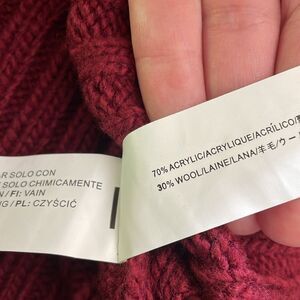 AR SOLO CON
SOLO CHIMICAMENTE
/ FI: VAIN
/ PL: CZYŚCIĆ
70% ACRYLIC/ACRYLIQUE/ACRÍLICO/
30% WOOL/LAINE/LANA/羊毛/ウー